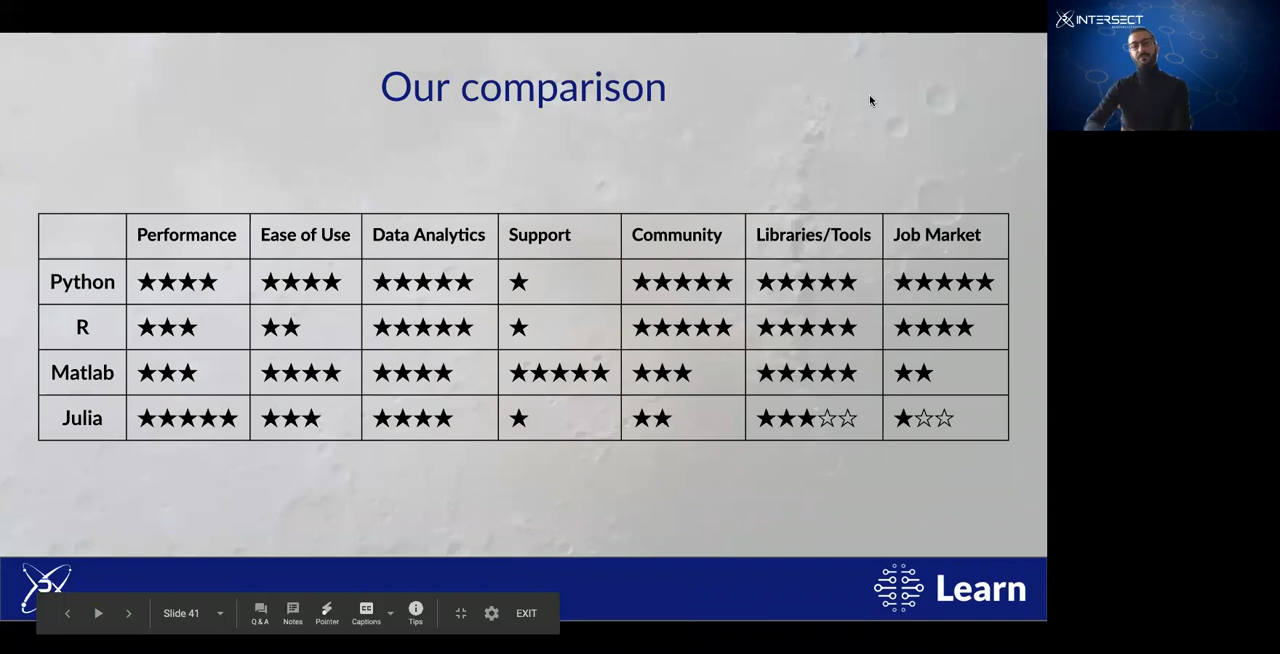 INTERSECT
Our comparison
Performance Ease of Use Data Analytics Support Community Libraries/Tools Job Market
Python ★★★★ ★★★★ ★★★★★ ★ ★★★★★ ★★★★★ ★★★★★
R ★★★ ★★ ★★★★★ ★ ★★★★★ ★★★★★ ★★★★
Matlab ★★★ ★★★★ ★★★★ ★★★★★ ★★★ ★★★★★ ★★
Julia ★★★★★ ★★★ ★★★★ ★ ★★ ★★★☆☆ ★☆☆
Learn
Slide 41
Q & A Notes Pointer Captions Tips EXIT